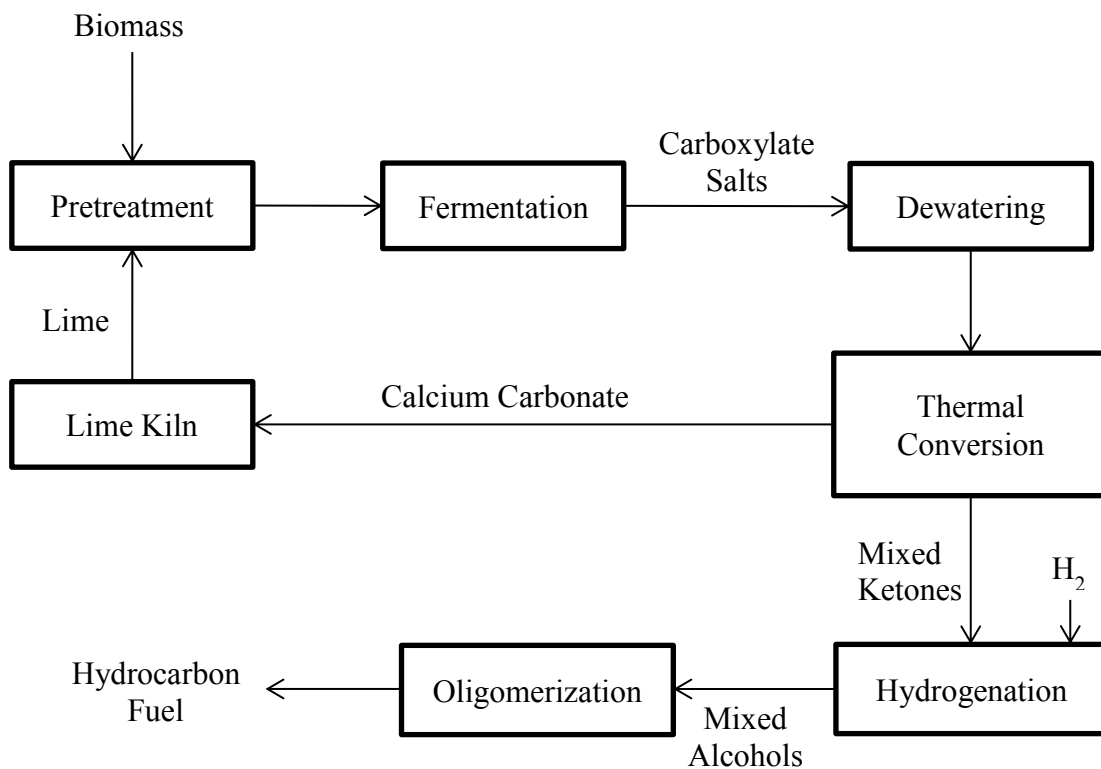 Biomass
Pretreatment
Fermentation
Carboxylate
Salts
Dewatering
Lime
Lime Kiln
Calcium Carbonate
Thermal
Conversion
Mixed
Ketones
H₂
Hydrocarbon
Fuel
Oligomerization
Mixed
Alcohols
Hydrogenation